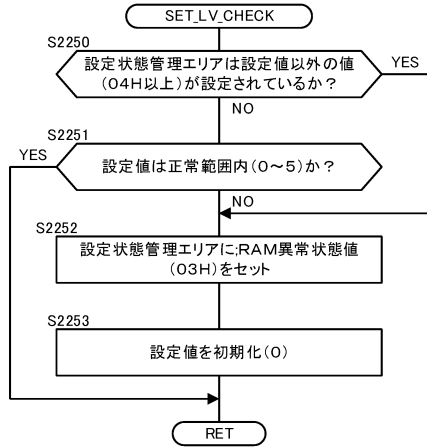 SET_LV_CHECK
S2250
設定状態管理エリアは設定値以外の値
(04H以上)が設定されているか?
YES
NO
S2251
YES
設定値は正常範囲内(0～5)か?
NO
S2252
設定状態管理エリアに;RAM異常状態値
(03H)をセット
S2253
設定値を初期化(0)
RET